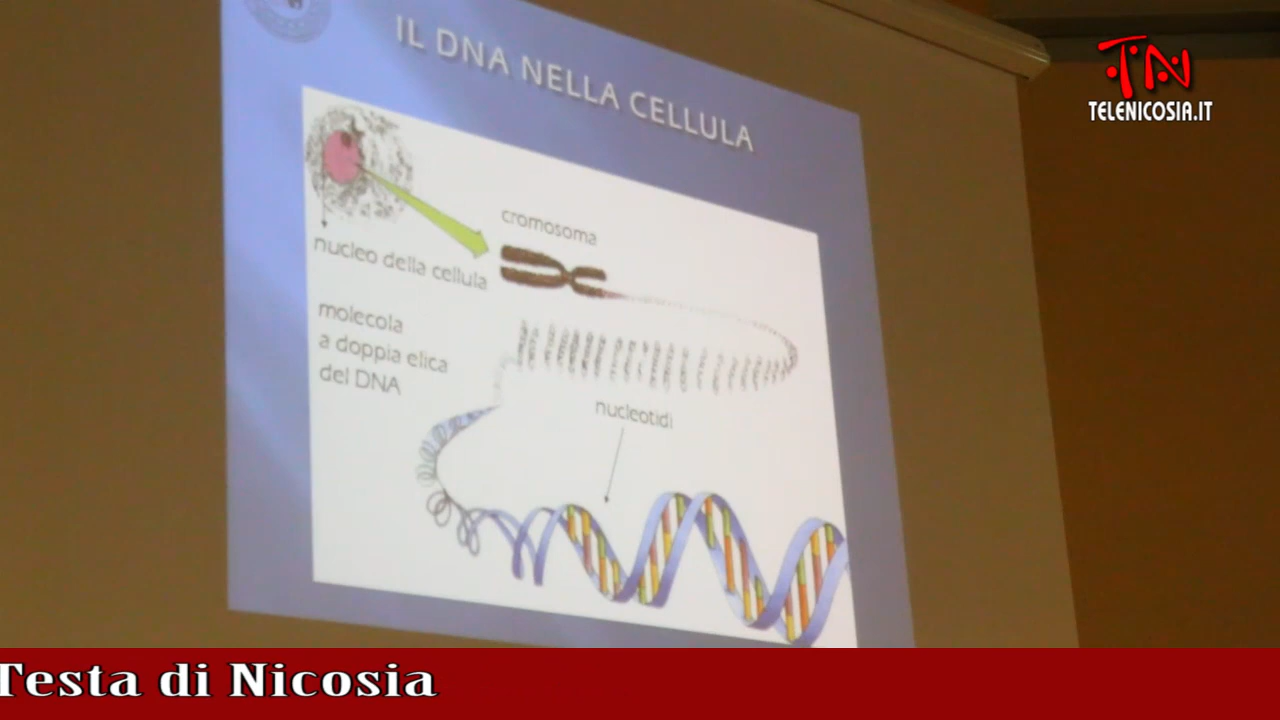 IL DNA NELLA CELLULA
TN
TELENICOSIA.IT
cromosoma
nucleo della cellula
molecola
a doppia elica
del DNA
nucleotidi
Testa di Nicosia